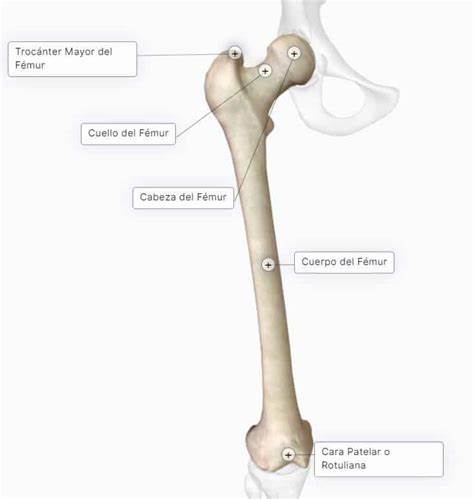 Trocánter Mayor del
Fémur
Cuello del Fémur
Cabeza del Fémur
Cuerpo del Fémur
Cara Patelar o
Rotuliana